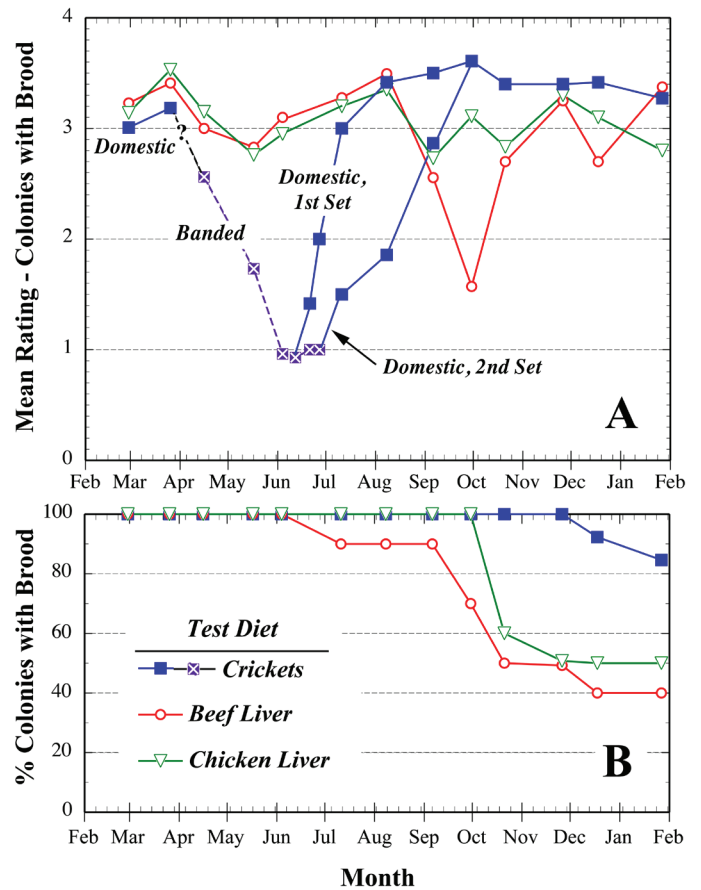 Mean Rating - Colonies with Brood
4
3
2
1
0
Domestic
?
Banded
Domestic,
1st Set
Domestic, 2nd Set
A
Feb Mar Apr May Jun Jul Aug Sep Oct Nov Dec Jan Feb
% Colonies with Brood
100
80
60
40
20
0
Test Diet
Crickets
Beef Liver
Chicken Liver
B
Feb Mar Apr May Jun Jul Aug Sep Oct Nov Dec Jan Feb
Month